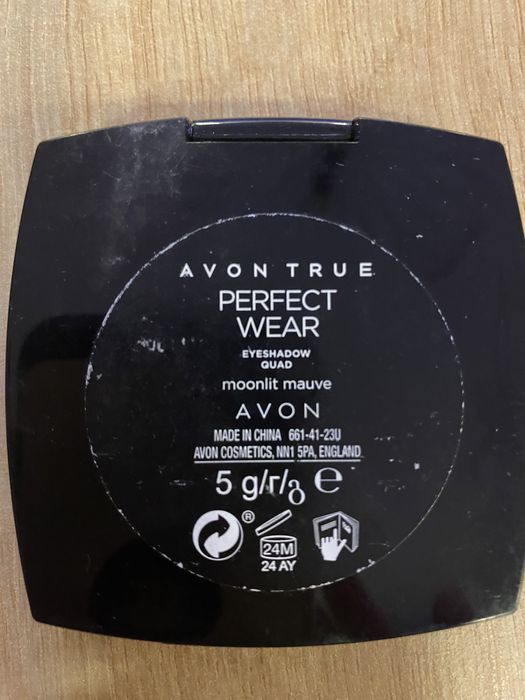 AVON TRUE
PERFECT
WEAR
EYESHADOW
QUAD
moonlit mauve
AVON
MADE IN CHINA 661-41-23U
AVON COSMETICS, NN1 5PA, ENGLAND
5 g/г/გ ℮
®
24M
24 AY